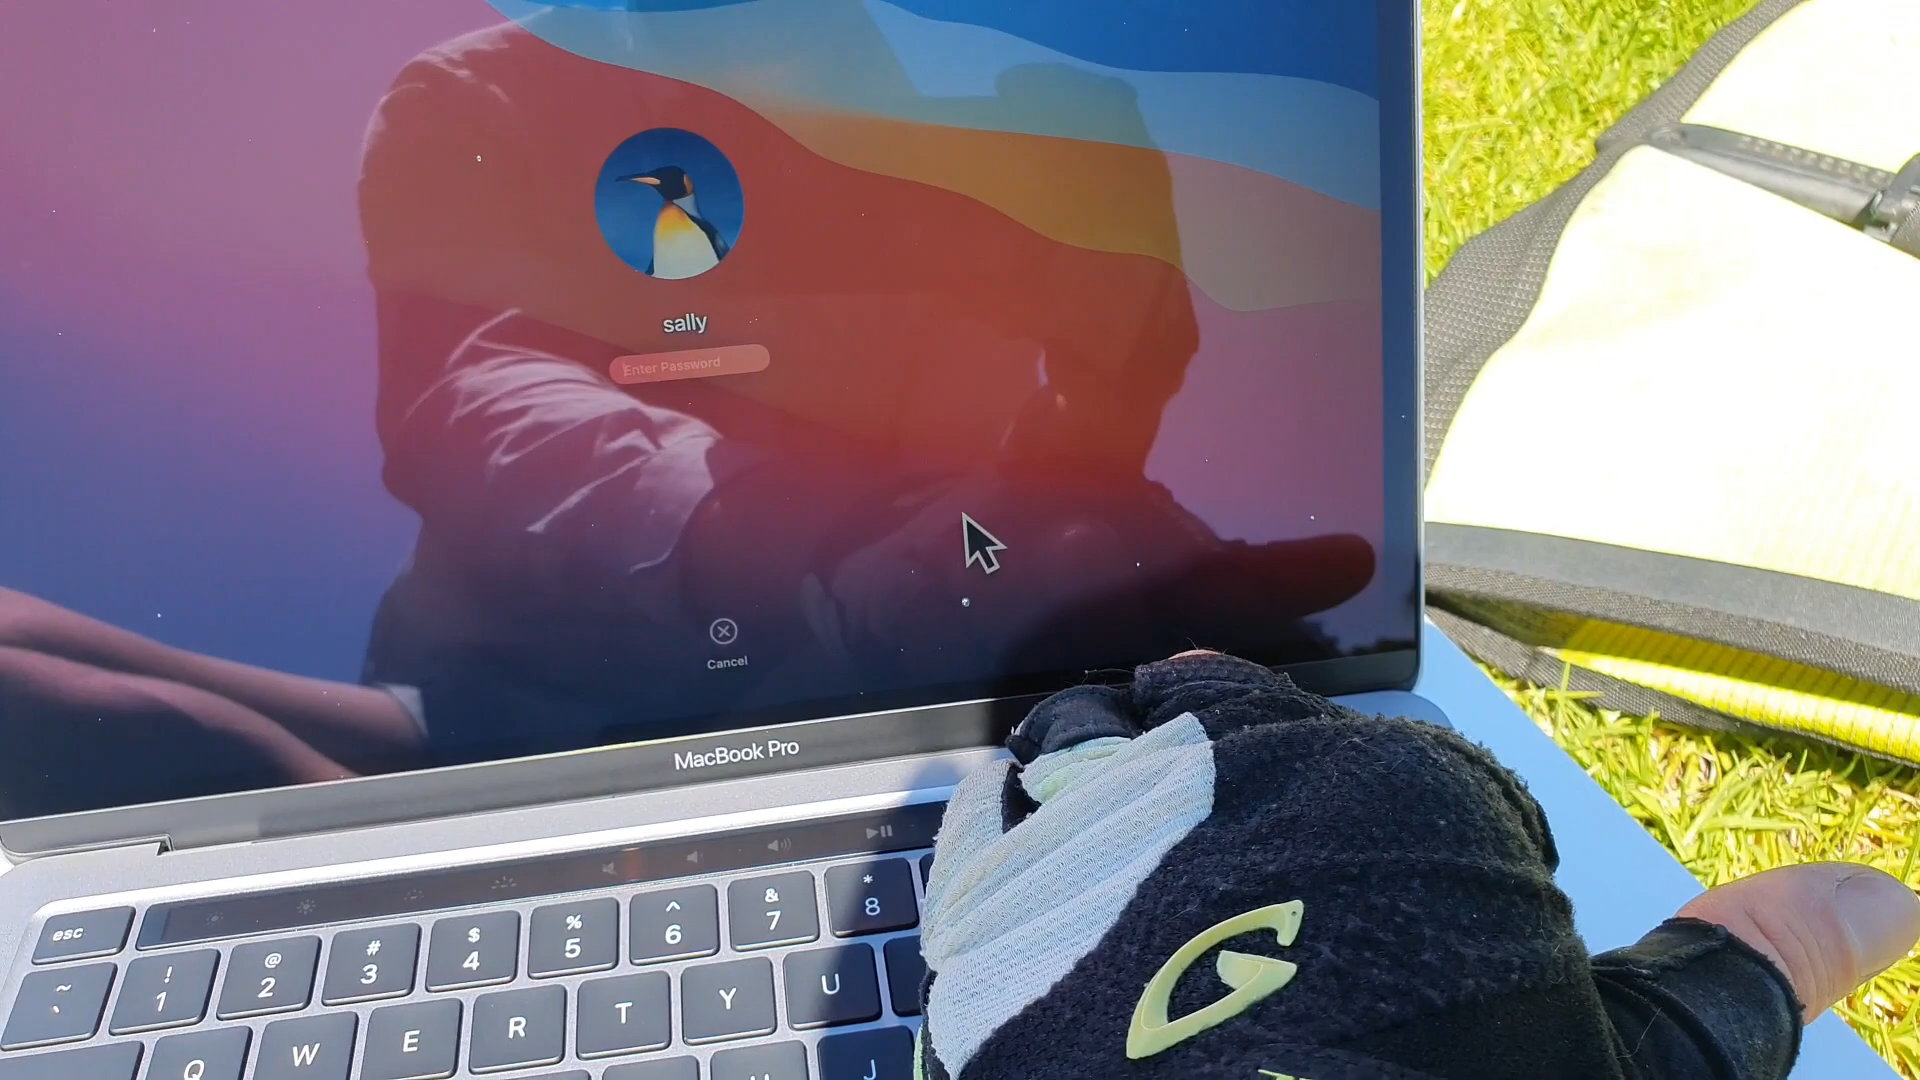 sally
Enter Password
Cancel
MacBook Pro
esc
~ ! @ # $ % ^ & *
` 1 2 3 4 5 6 7 8
Q W E R T Y U
J
G